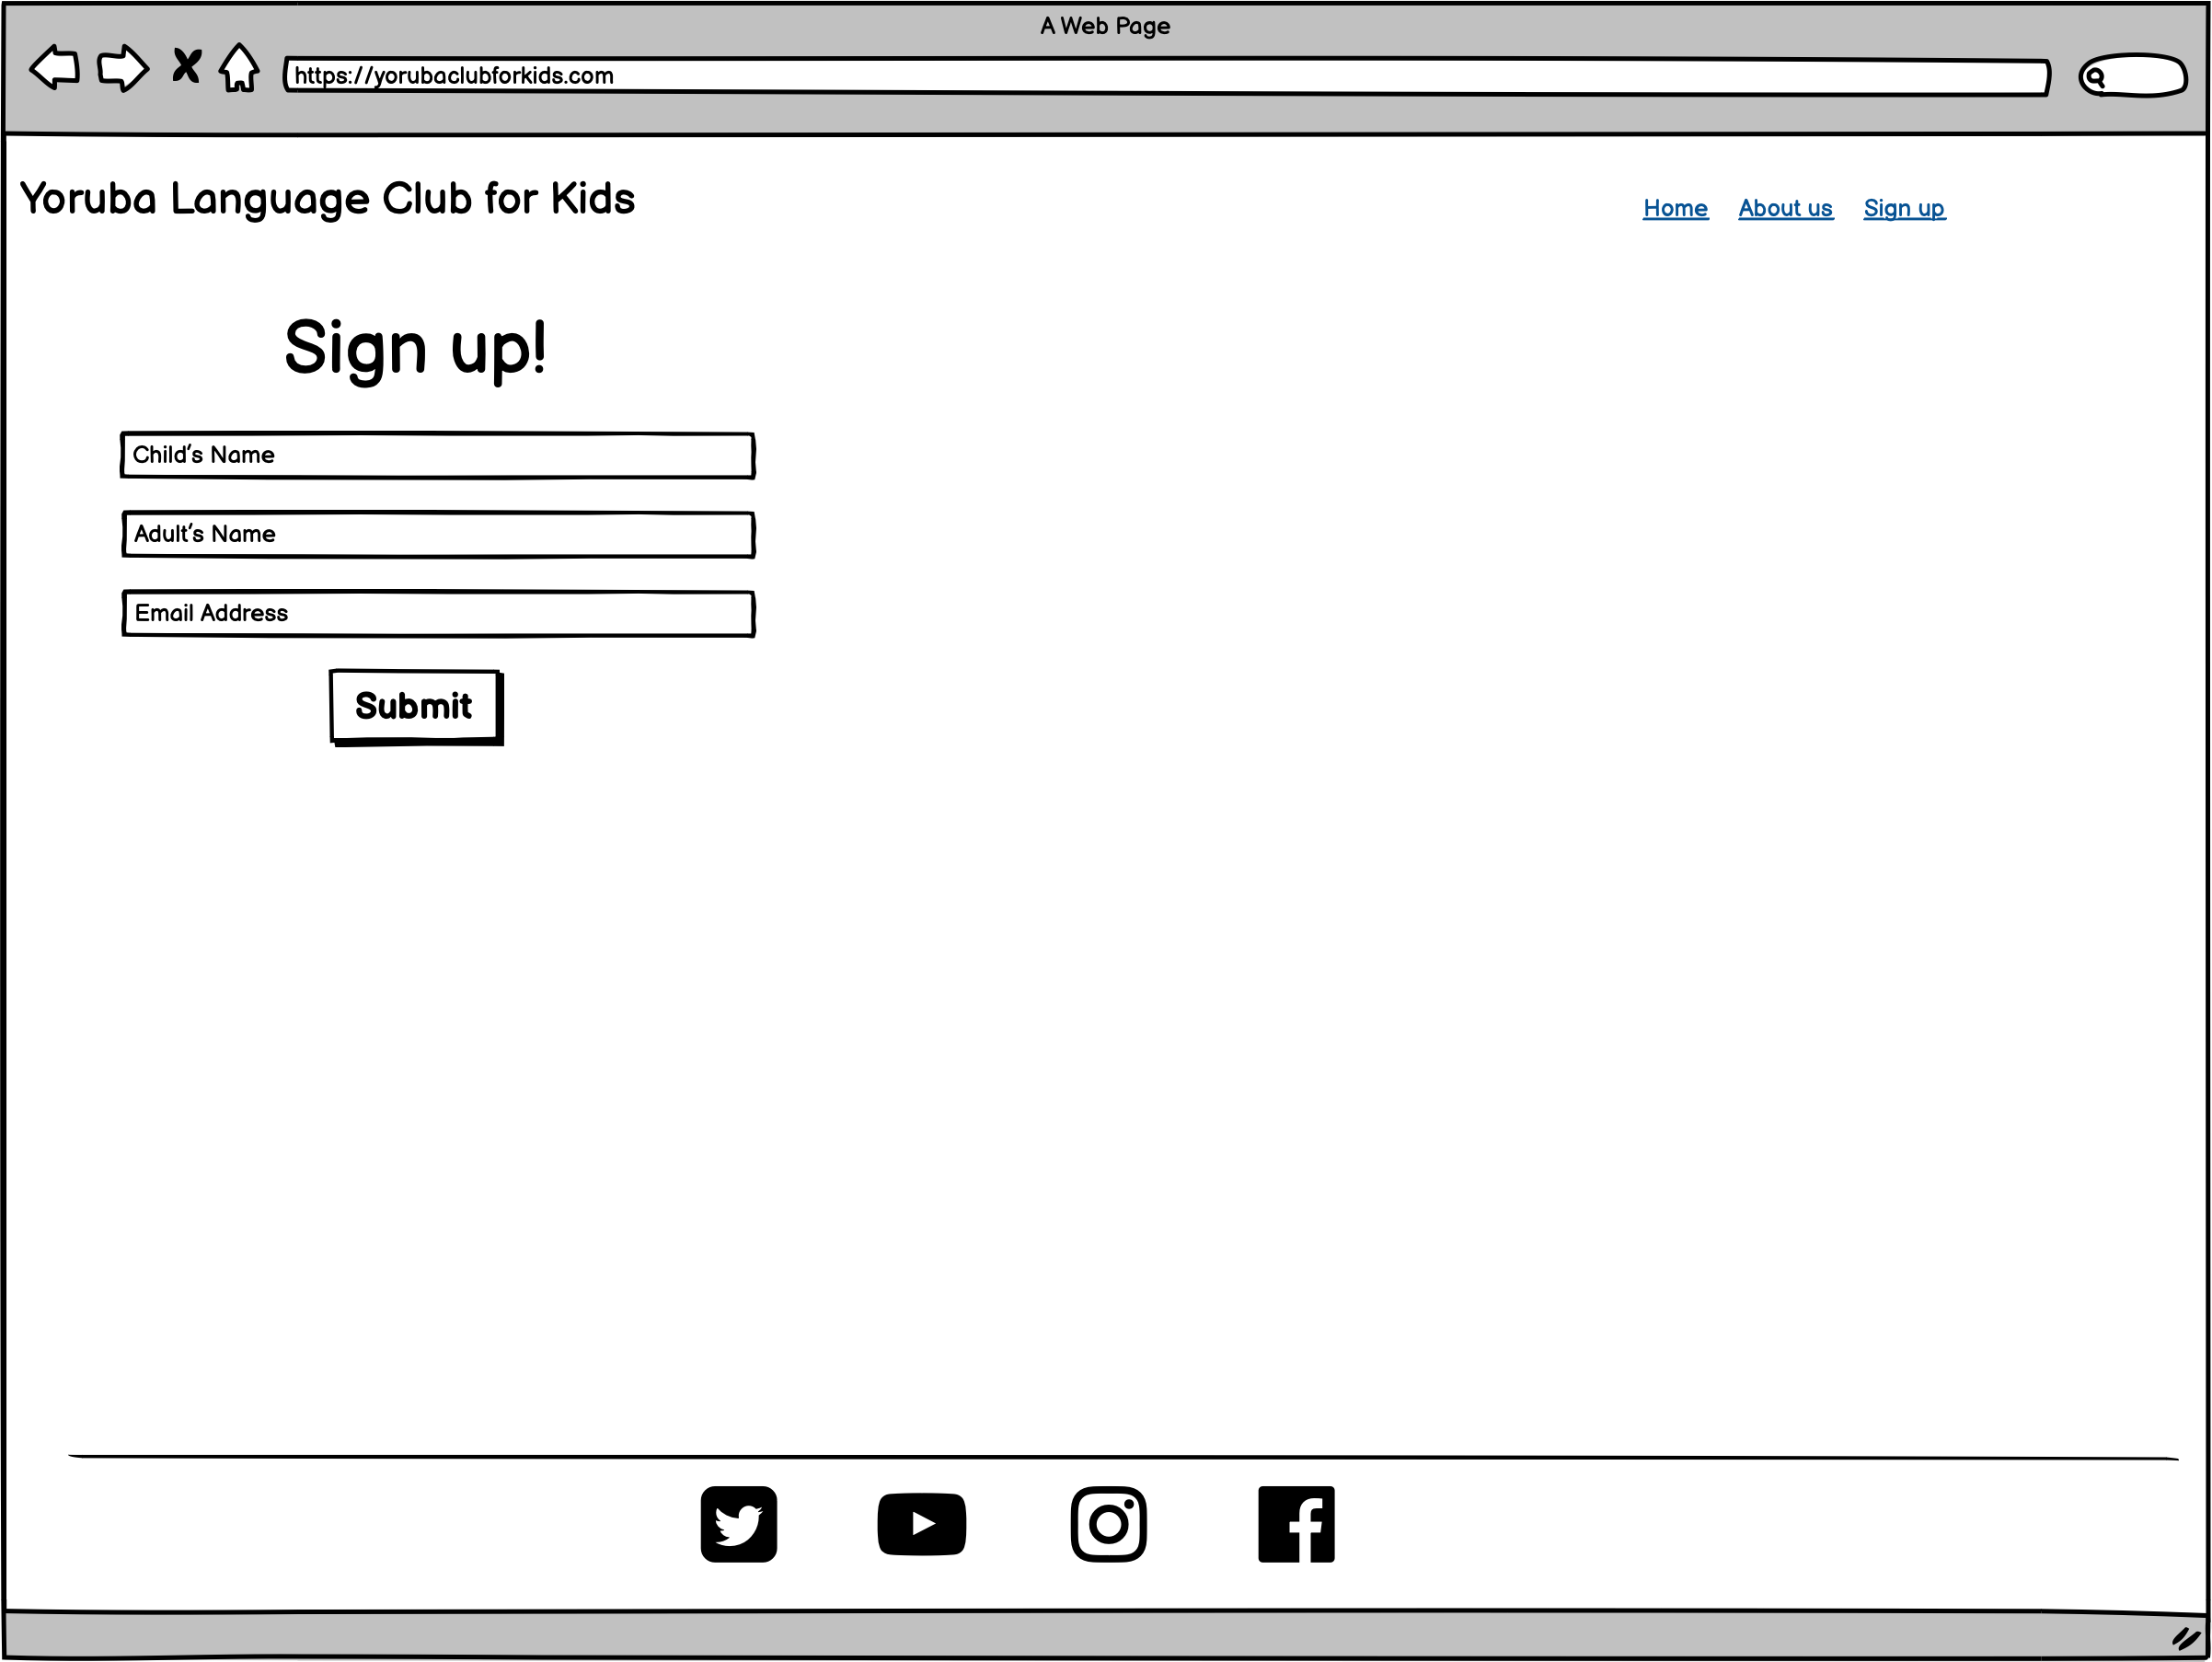 A Web Page
https://yorubaclubforkids.com
Yoruba Language Club for Kids
Home About us Sign up
Sign up!
Child's Name
Adult's Name
Email Address
Submit